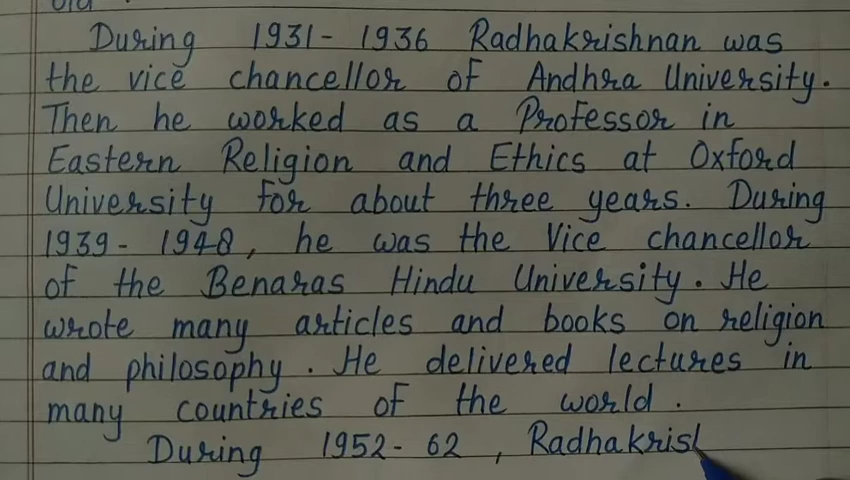 old
During 1931- 1936 Radhakrishnan was
the vice chancellor of Andhra University.
Then he worked as a Professor in
Eastern Religion and Ethics at Oxford
University for about three years. During
1939- 1948, he was the Vice chancellor
of the Benaras Hindu University. He
wrote many articles and books on religion
and philosophy. He delivered lectures in
many countries of the world.
During 1952- 62, Radhakrish